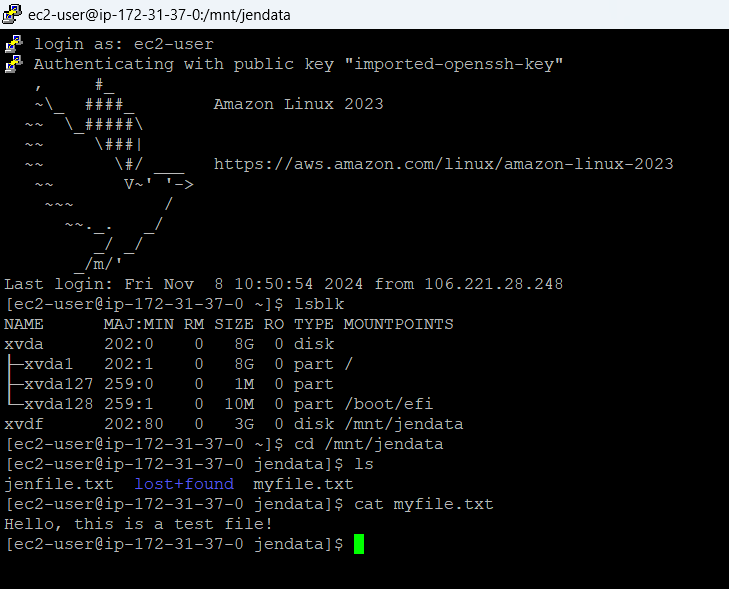 ec2-user@ip-172-31-37-0:/mnt/jendata
login as: ec2-user
Authenticating with public key "imported-openssh-key"
   ,     #_
   ~\_  ####_        Amazon Linux 2023
  ~~  \_#####\
  ~~     \###|
  ~~       \#/ ___   https://aws.amazon.com/linux/amazon-linux-2023
   ~~       V~' '->
    ~~~         /
      ~~._.   _/
         _/ _/
       _/m/'
Last login: Fri Nov  8 10:50:54 2024 from 106.221.28.248
[ec2-user@ip-172-31-37-0 ~]$ lsblk
NAME      MAJ:MIN RM SIZE RO TYPE MOUNTPOINTS
xvda      202:0    0   8G  0 disk
├─xvda1   202:1    0   8G  0 part /
├─xvda127 259:0    0   1M  0 part
└─xvda128 259:1    0  10M  0 part /boot/efi
xvdf      202:80   0   3G  0 disk /mnt/jendata
[ec2-user@ip-172-31-37-0 ~]$ cd /mnt/jendata
[ec2-user@ip-172-31-37-0 jendata]$ ls
jenfile.txt  lost+found  myfile.txt
[ec2-user@ip-172-31-37-0 jendata]$ cat myfile.txt
Hello, this is a test file!
[ec2-user@ip-172-31-37-0 jendata]$